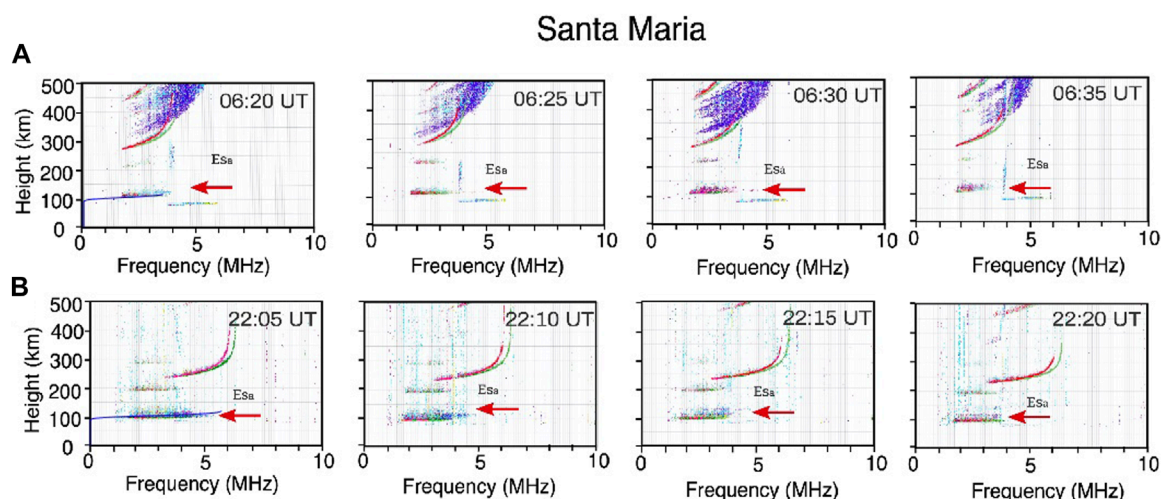 Santa Maria
A
500
400
300
200
100
0
Height (km)
06:20 UT
Esa
0
5
10
Frequency (MHz)
06:25 UT
Esa
0
5
10
Frequency (MHz)
06:30 UT
Esa
0
5
10
Frequency (MHz)
06:35 UT
Esa
0
5
10
Frequency (MHz)
B
500
400
300
200
100
0
Height (km)
22:05 UT
Esa
0
5
10
Frequency (MHz)
22:10 UT
Esa
0
5
10
Frequency (MHz)
22:15 UT
Esa
0
5
10
Frequency (MHz)
22:20 UT
Esa
0
5
10
Frequency (MHz)